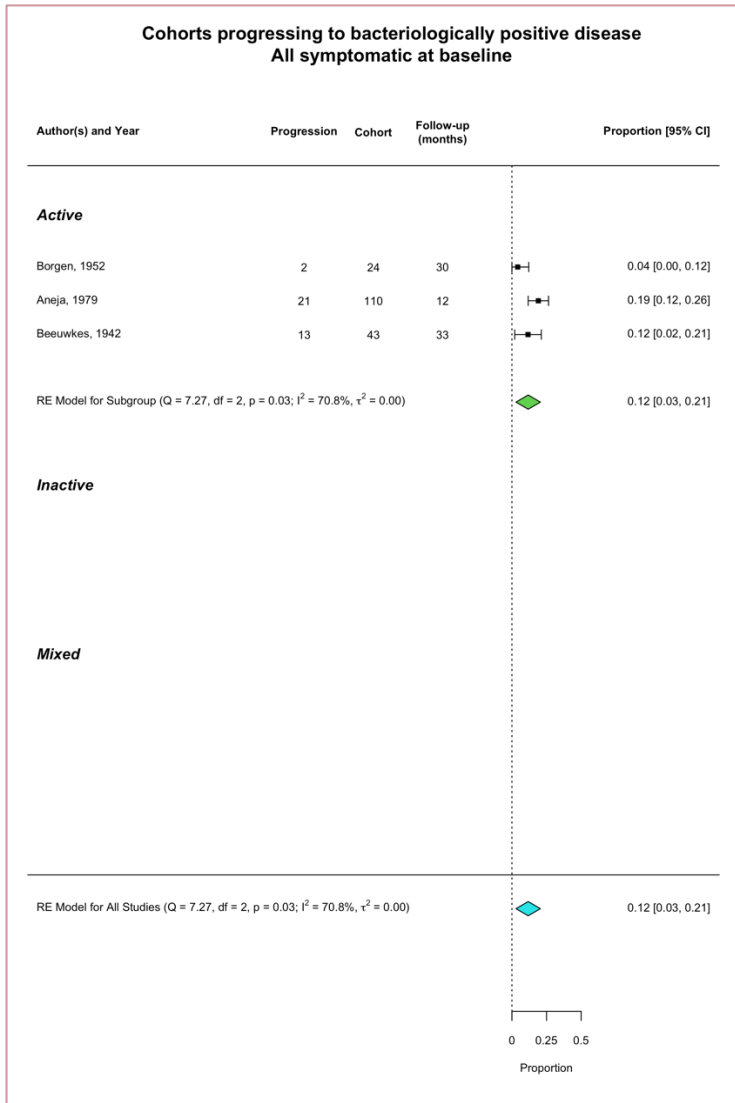 Cohorts progressing to bacteriologically positive disease
All symptomatic at baseline
Author(s) and Year Progression Cohort Follow-up (months) Proportion [95% CI]
Active
Borgen, 1952 2 24 30 0.04 [0.00, 0.12]
Aneja, 1979 21 110 12 0.19 [0.12, 0.26]
Beeuwkes, 1942 13 43 33 0.12 [0.02, 0.21]
RE Model for Subgroup (Q = 7.27, df = 2, p = 0.03; I² = 70.8%, τ² = 0.00) 0.12 [0.03, 0.21]
Inactive
Mixed
RE Model for All Studies (Q = 7.27, df = 2, p = 0.03; I² = 70.8%, τ² = 0.00) 0.12 [0.03, 0.21]
0 0.25 0.5
Proportion